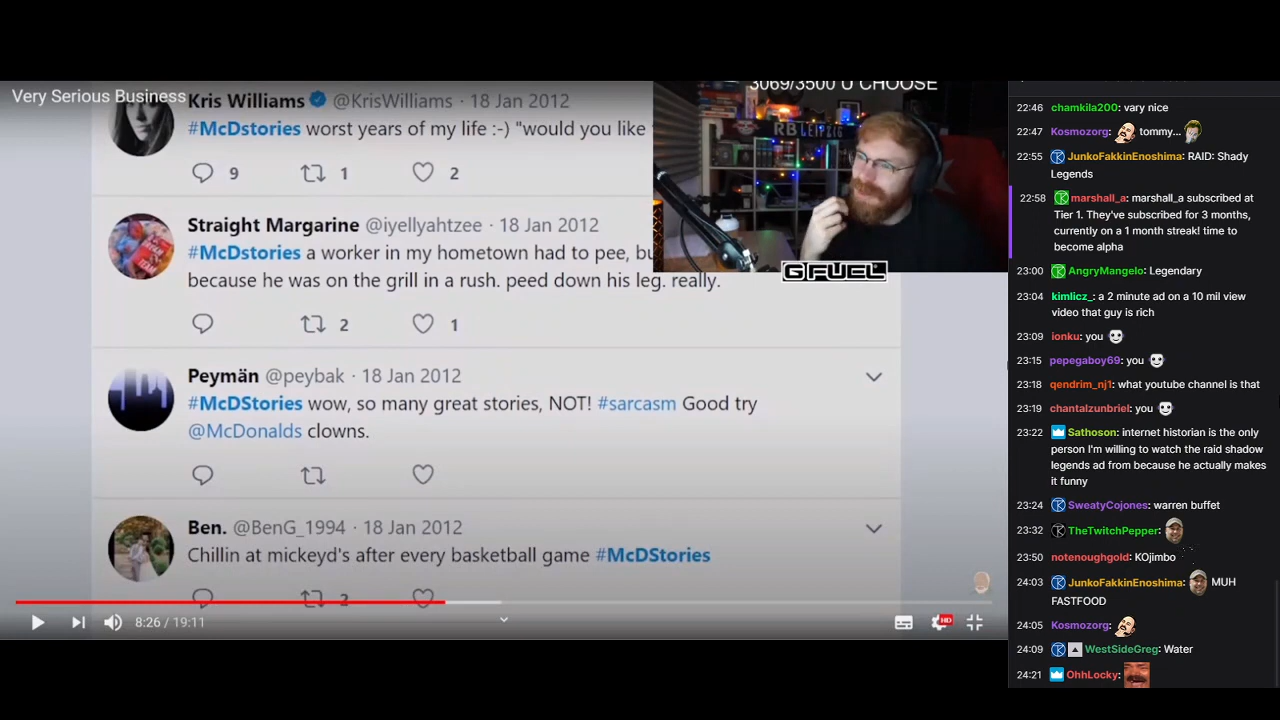 Very Serious Business
Kris Williams @KrisWilliams · 18 Jan 2012
#McDstories worst years of my life :-) "would you like
9 1 2
Straight Margarine @iyellyahtzee · 18 Jan 2012
#McDstories a worker in my hometown had to pee, bu
because he was on the grill in a rush. peed down his leg. really.
2 1
Peymän @peybak · 18 Jan 2012
#McDStories wow, so many great stories, NOT! #sarcasm Good try
@McDonalds clowns.
Ben. @BenG_1994 · 18 Jan 2012
Chillin at mickeyd's after every basketball game #McDStories
2
8:26 / 19:11
HD
3069/3500 U CHOOSE
RB LEIPZIG
G FUEL
22:46 chamkila200: vary nice
22:47 Kosmozorg: tommy...
22:55 JunkoFakkinEnoshima: RAID: Shady
Legends
22:58 marshall_a: marshall_a subscribed at
Tier 1. They've subscribed for 3 months,
currently on a 1 month streak! time to
become alpha
23:00 AngryMangelo: Legendary
23:04 kimlicz_: a 2 minute ad on a 10 mil view
video that guy is rich
23:09 ionku: you
23:15 pepegaboy69: you
23:18 qendrim_nj1: what youtube channel is that
23:19 chantalzunbriel: you
23:22 Sathoson: internet historian is the only
person I'm willing to watch the raid shadow
legends ad from because he actually makes
it funny
23:24 SweatyCojones: warren buffet
23:32 TheTwitchPepper:
23:50 notenoughgold: KOjimbo
24:03 JunkoFakkinEnoshima: MUH
FASTFOOD
24:05 Kosmozorg:
24:09 WestSideGreg: Water
24:21 OhhLocky: